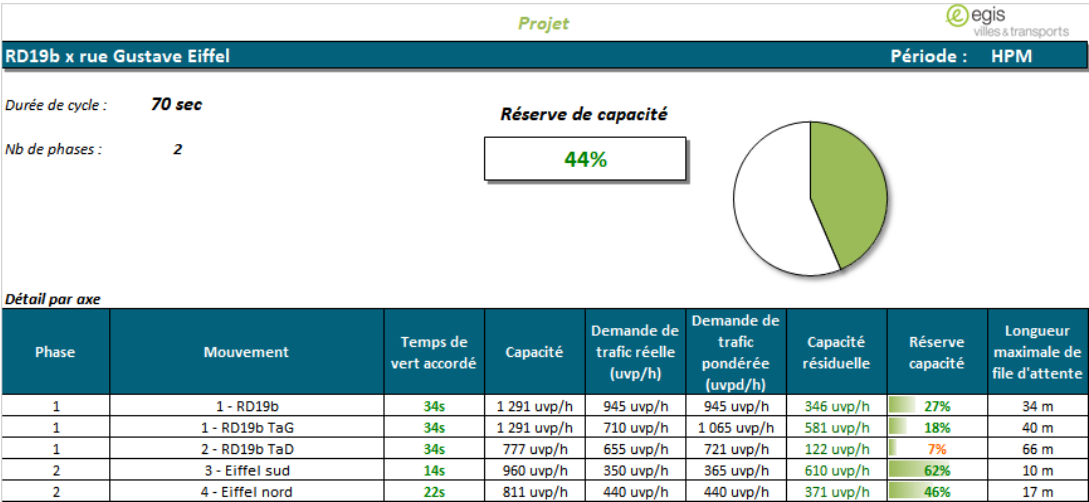 Projet
egis
villes & transports
RD19b x rue Gustave Eiffel Période : HPM
Durée de cycle : 70 sec
Réserve de capacité
Nb de phases : 2
44%
Détail par axe
Phase Mouvement Temps de vert accordé Capacité Demande de trafic réelle (uvp/h) Demande de trafic pondérée (uvpd/h) Capacité résiduelle Réserve capacité Longueur maximale de file d'attente
1 1 - RD19b 34s 1 291 uvp/h 945 uvp/h 945 uvp/h 346 uvp/h 27% 34 m
1 1 - RD19b TaG 34s 1 291 uvp/h 710 uvp/h 1 065 uvp/h 581 uvp/h 18% 40 m
1 2 - RD19b TaD 34s 777 uvp/h 655 uvp/h 721 uvp/h 122 uvp/h 7% 66 m
2 3 - Eiffel sud 14s 960 uvp/h 350 uvp/h 365 uvp/h 610 uvp/h 62% 10 m
2 4 - Eiffel nord 22s 811 uvp/h 440 uvp/h 440 uvp/h 371 uvp/h 46% 17 m